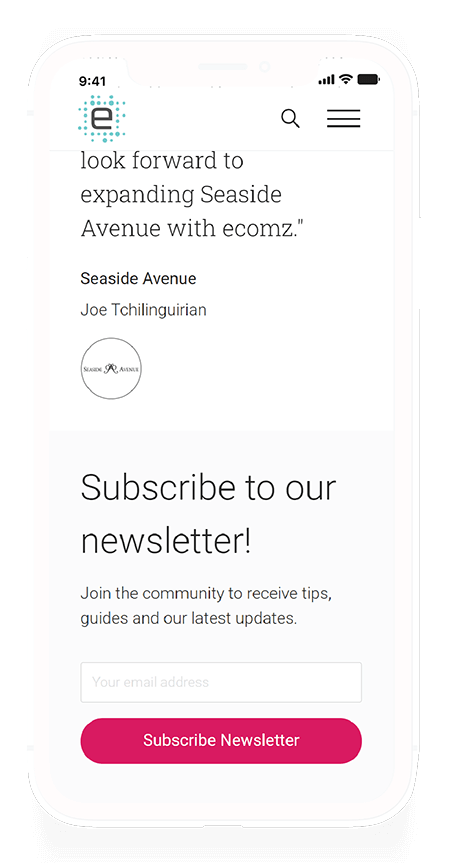 9:41
e
look forward to
expanding Seaside
Avenue with ecomz."
Seaside Avenue
Joe Tchilinguirian
SEASIDE AVENUE
Subscribe to our
newsletter!
Join the community to receive tips,
guides and our latest updates.
Your email address
Subscribe Newsletter